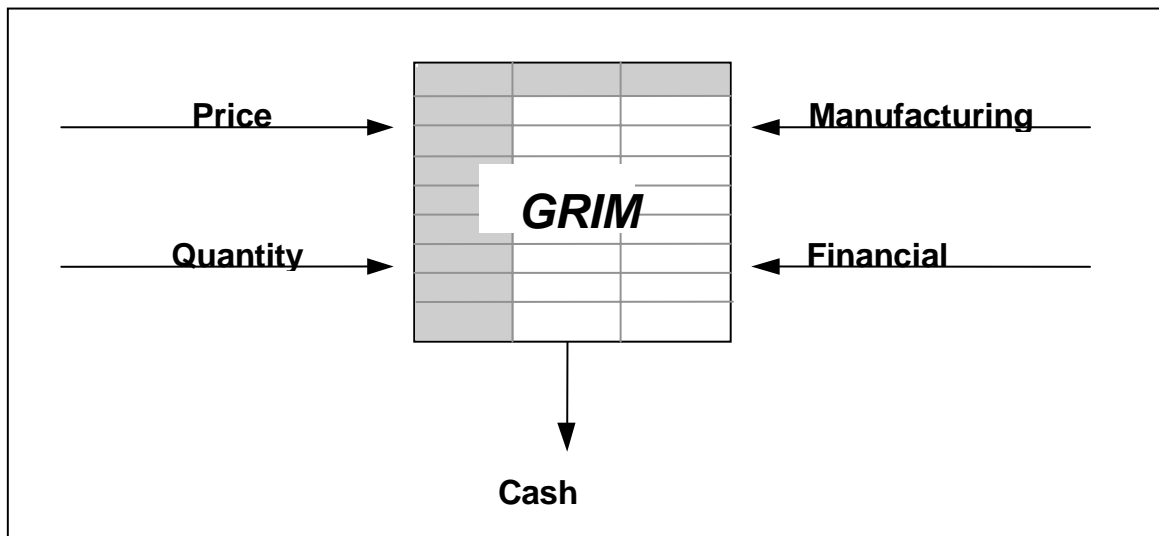 Price
Manufacturing
GRIM
Quantity
Financial
Cash